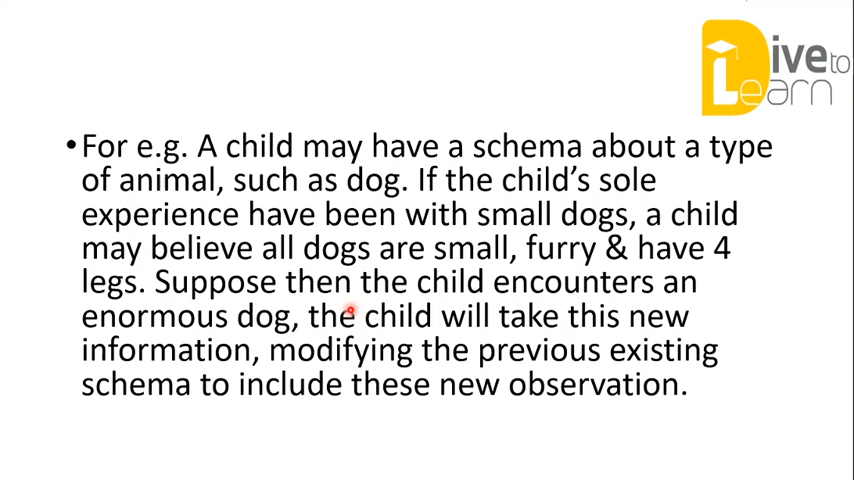 Dive to
Learn
•For e.g. A child may have a schema about a type
of animal, such as dog. If the child’s sole
experience have been with small dogs, a child
may believe all dogs are small, furry & have 4
legs. Suppose then the child encounters an
enormous dog, the child will take this new
information, modifying the previous existing
schema to include these new observation.